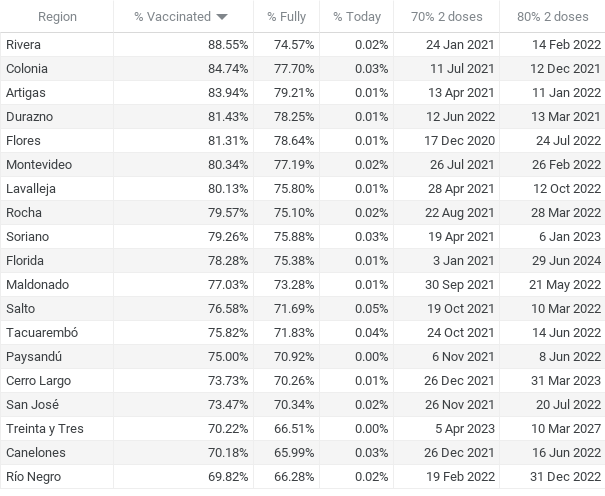 Region % Vaccinated % Fully % Today 70% 2 doses 80% 2 doses
Rivera 88.55% 74.57% 0.02% 24 Jan 2021 14 Feb 2022
Colonia 84.74% 77.70% 0.03% 11 Jul 2021 12 Dec 2021
Artigas 83.94% 79.21% 0.01% 13 Apr 2021 11 Jan 2022
Durazno 81.43% 78.25% 0.01% 12 Jun 2022 13 Mar 2021
Flores 81.31% 78.64% 0.01% 17 Dec 2020 24 Jul 2022
Montevideo 80.34% 77.19% 0.02% 26 Jul 2021 26 Feb 2022
Lavalleja 80.13% 75.80% 0.01% 28 Apr 2021 12 Oct 2022
Rocha 79.57% 75.10% 0.02% 22 Aug 2021 28 Mar 2022
Soriano 79.26% 75.88% 0.03% 19 Apr 2021 6 Jan 2023
Florida 78.28% 75.38% 0.01% 3 Jan 2021 29 Jun 2024
Maldonado 77.03% 73.28% 0.01% 30 Sep 2021 21 May 2022
Salto 76.58% 71.69% 0.05% 19 Oct 2021 10 Mar 2022
Tacuarembó 75.82% 71.83% 0.04% 24 Oct 2021 14 Jun 2022
Paysandú 75.00% 70.92% 0.00% 6 Nov 2021 8 Jun 2022
Cerro Largo 73.73% 70.26% 0.01% 26 Dec 2021 31 Mar 2023
San José 73.47% 70.34% 0.02% 26 Nov 2021 20 Jul 2022
Treinta y Tres 70.22% 66.51% 0.00% 5 Apr 2023 10 Mar 2027
Canelones 70.18% 65.99% 0.03% 26 Dec 2021 16 Jun 2022
Río Negro 69.82% 66.28% 0.02% 19 Feb 2022 31 Dec 2022